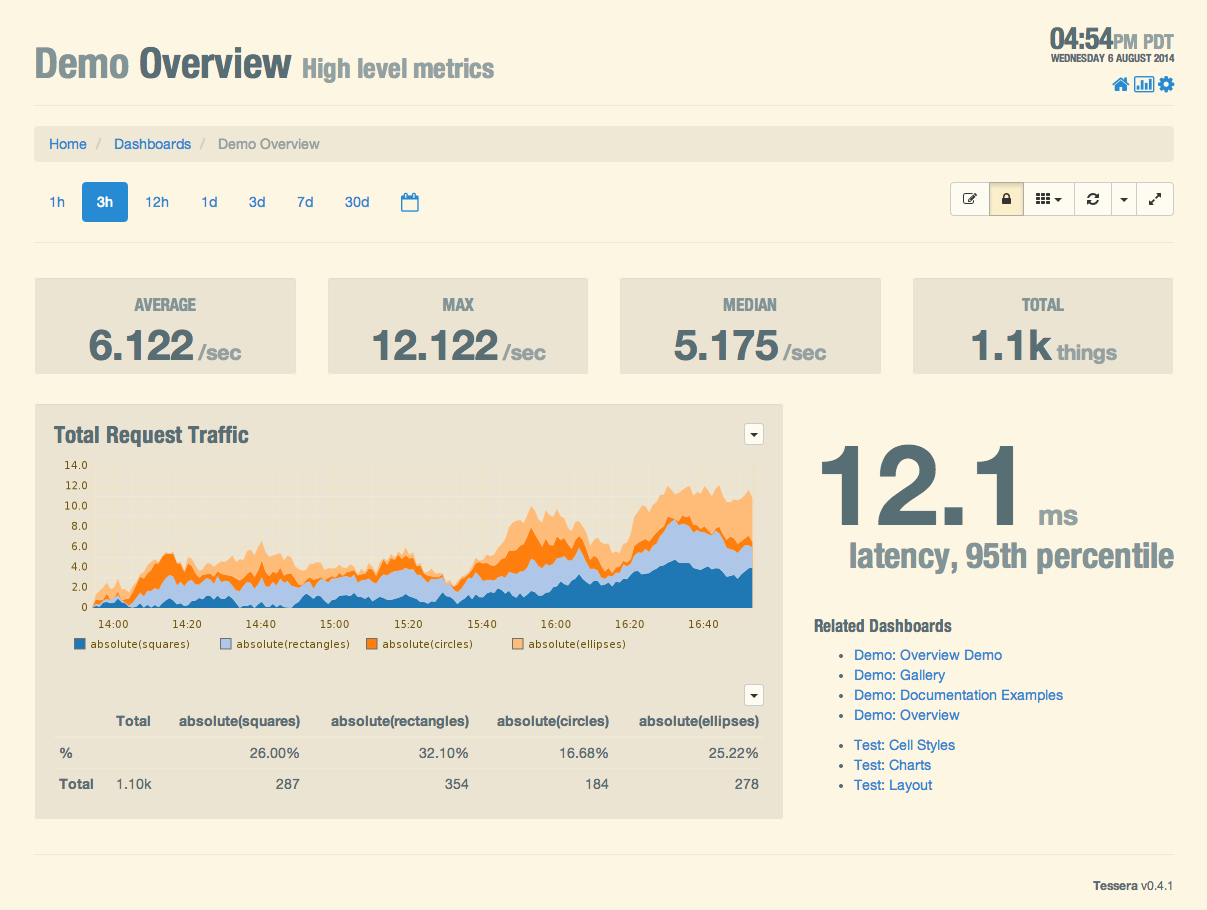 Demo Overview High level metrics
04:54PM PDT
WEDNESDAY 6 AUGUST 2014
Home / Dashboards / Demo Overview
1h 3h 12h 1d 3d 7d 30d
AVERAGE
6.122 /sec
MAX
12.122 /sec
MEDIAN
5.175 /sec
TOTAL
1.1k things
Total Request Traffic
14.0
12.0
10.0
8.0
6.0
4.0
2.0
0
14:00 14:20 14:40 15:00 15:20 15:40 16:00 16:20 16:40
absolute(squares) absolute(rectangles) absolute(circles) absolute(ellipses)
Total absolute(squares) absolute(rectangles) absolute(circles) absolute(ellipses)
% 26.00% 32.10% 16.68% 25.22%
Total 1.10k 287 354 184 278
12.1 ms
latency, 95th percentile
Related Dashboards
Demo: Overview Demo
Demo: Gallery
Demo: Documentation Examples
Demo: Overview
Test: Cell Styles
Test: Charts
Test: Layout
Tessera v0.4.1